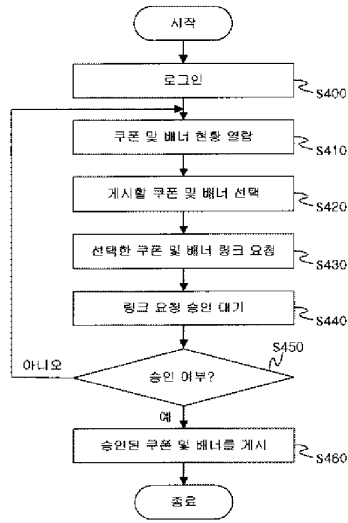 시작
로그인
S400
쿠폰 및 배너 현황 열람
S410
게시할 쿠폰 및 배너 선택
S420
선택한 쿠폰 및 배너 링크 요청
S430
링크 요청 승인 대기
S440
S450
아니오
승인 여부?
예
승인된 쿠폰 및 배너를 게시
S460
종료